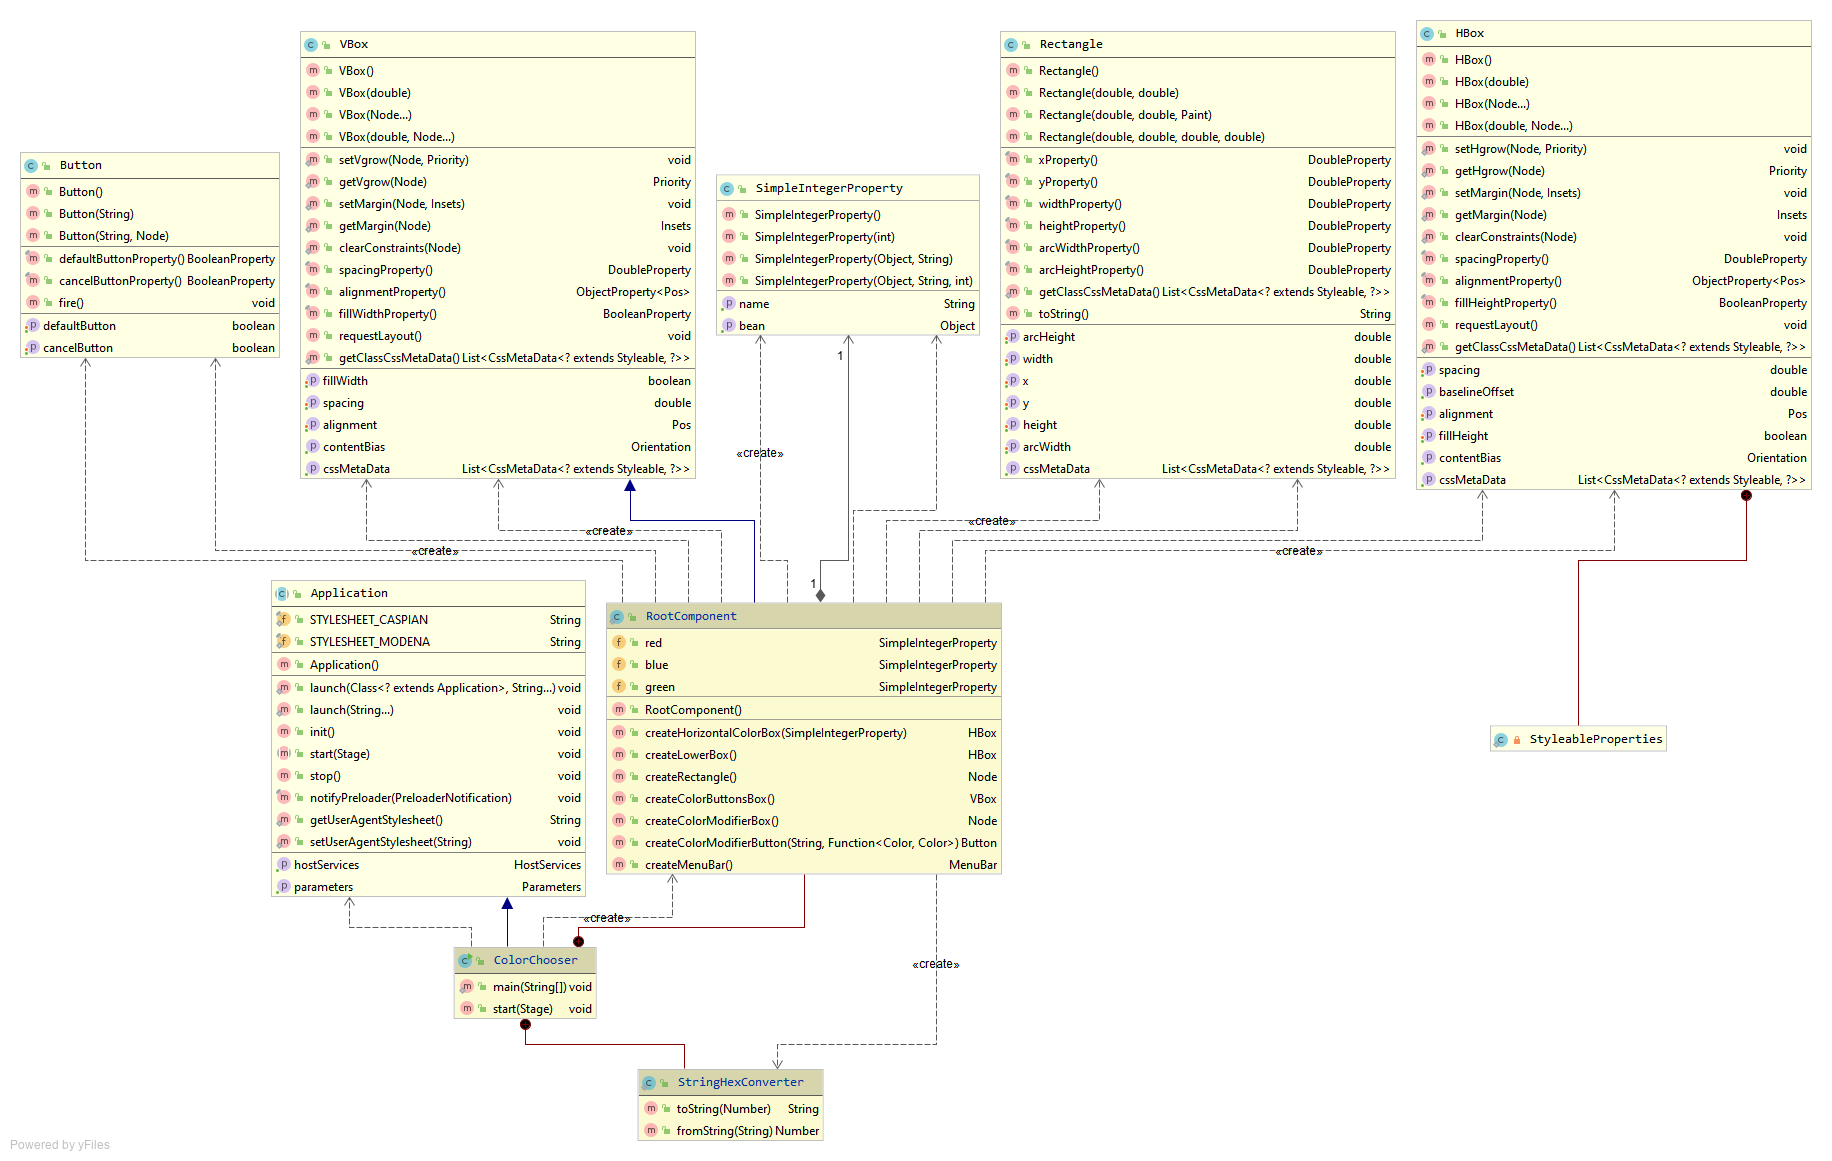 Button
Button()
Button(String)
Button(String, Node)
defaultButtonProperty() BooleanProperty
cancelButtonProperty() BooleanProperty
fire() void
defaultButton boolean
cancelButton boolean
VBox
VBox()
VBox(double)
VBox(Node...)
VBox(double, Node...)
setVgrow(Node, Priority) void
getVgrow(Node) Priority
setMargin(Node, Insets) void
getMargin(Node) Insets
clearConstraints(Node) void
spacingProperty() DoubleProperty
alignmentProperty() ObjectProperty<Pos>
fillWidthProperty() BooleanProperty
requestLayout() void
getClassCssMetaData() List<CssMetaData<? extends Styleable, ?>>
fillWidth boolean
spacing double
alignment Pos
contentBias Orientation
cssMetaData List<CssMetaData<? extends Styleable, ?>>
SimpleIntegerProperty
SimpleIntegerProperty()
SimpleIntegerProperty(int)
SimpleIntegerProperty(Object, String)
SimpleIntegerProperty(Object, String, int)
name String
bean Object
Rectangle
Rectangle()
Rectangle(double, double)
Rectangle(double, double, Paint)
Rectangle(double, double, double, double)
xProperty() DoubleProperty
yProperty() DoubleProperty
widthProperty() DoubleProperty
heightProperty() DoubleProperty
arcWidthProperty() DoubleProperty
arcHeightProperty() DoubleProperty
getClassCssMetaData() List<CssMetaData<? extends Styleable, ?>>
toString() String
arcHeight double
width double
x double
y double
height double
arcWidth double
cssMetaData List<CssMetaData<? extends Styleable, ?>>
HBox
HBox()
HBox(double)
HBox(Node...)
HBox(double, Node...)
setHgrow(Node, Priority) void
getHgrow(Node) Priority
setMargin(Node, Insets) void
getMargin(Node) Insets
clearConstraints(Node) void
spacingProperty() DoubleProperty
alignmentProperty() ObjectProperty<Pos>
fillHeightProperty() BooleanProperty
requestLayout() void
getClassCssMetaData() List<CssMetaData<? extends Styleable, ?>>
spacing double
baselineOffset double
alignment Pos
fillHeight boolean
contentBias Orientation
cssMetaData List<CssMetaData<? extends Styleable, ?>>
1
«create»
«create»
«create»
«create»
«create»
1
Application
STYLESHEET_CASPIAN String
STYLESHEET_MODENA String
Application()
launch(Class<? extends Application>, String...) void
launch(String...) void
init() void
start(Stage) void
stop() void
notifyPreloader(PreloaderNotification) void
getUserAgentStylesheet() String
setUserAgentStylesheet(String) void
hostServices HostServices
parameters Parameters
RootComponent
red SimpleIntegerProperty
blue SimpleIntegerProperty
green SimpleIntegerProperty
RootComponent()
createHorizontalColorBox(SimpleIntegerProperty) HBox
createLowerBox() HBox
createRectangle() Node
createColorButtonsBox() VBox
createColorModifierBox() Node
createColorModifierButton(String, Function<Color, Color>) Button
createMenuBar() MenuBar
StyleableProperties
«create»
«create»
ColorChooser
main(String[]) void
start(Stage) void
StringHexConverter
toString(Number) String
fromString(String) Number
Powered by yFiles